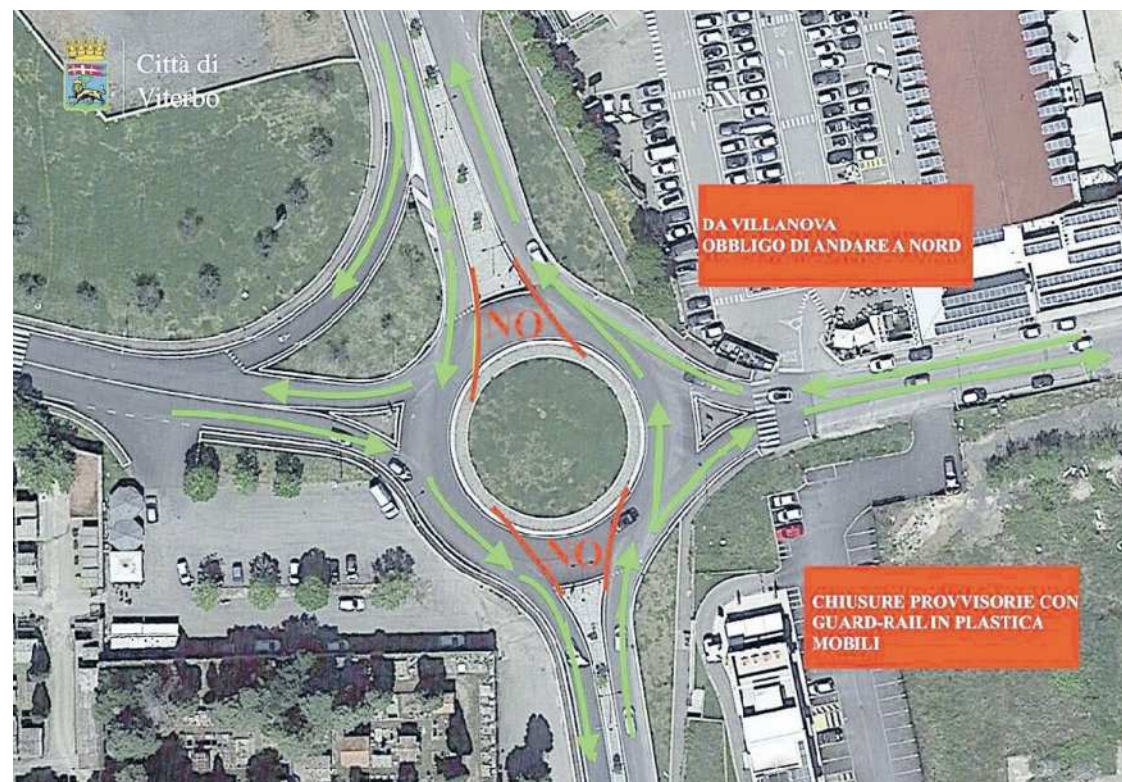 Città di
Viterbo
DA VILLANOVA
OBBLIGO DI ANDARE A NORD
NO
NO
CHIUSURE PROVVISORIE CON
GUARD-RAIL IN PLASTICA
MOBILI